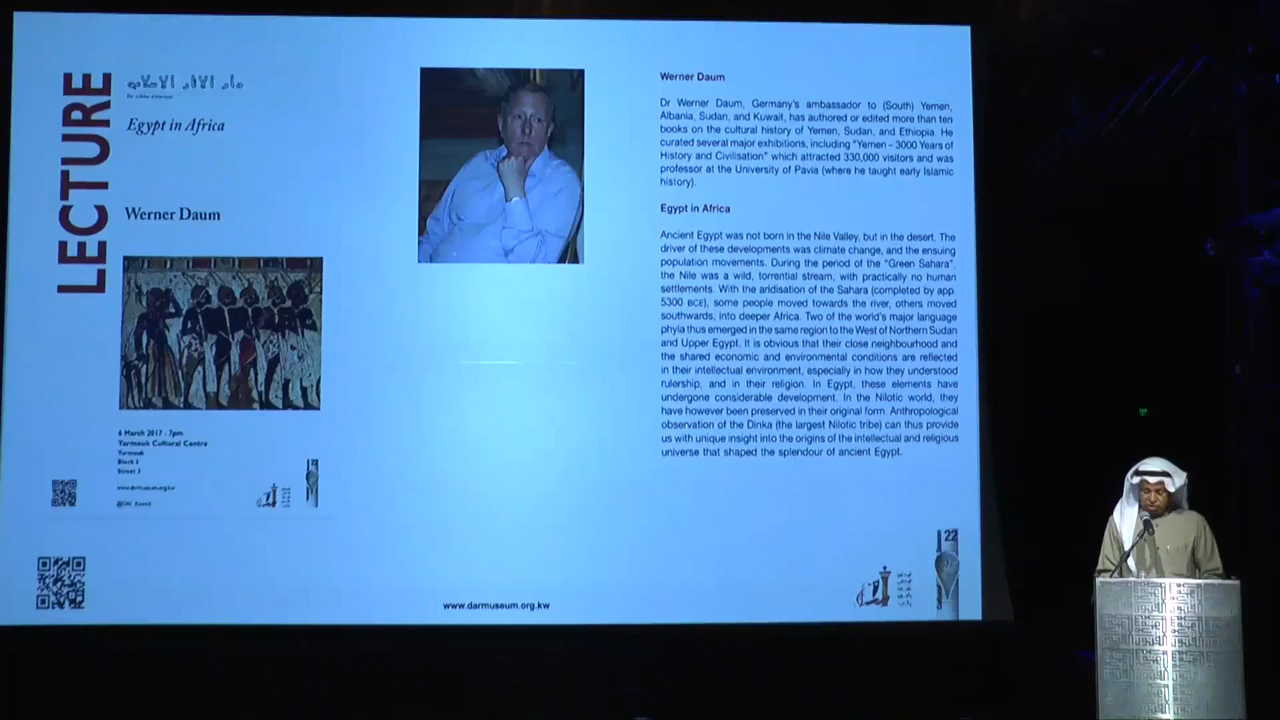 LECTURE
دار الآثار الإسلامية
Egypt in Africa
Werner Daum
6 March 2017 - 7pm
Yarmouk Cultural Centre
Yarmouk
Block 3
Street 2
www.darmuseum.org.kw
@DAI_Kuwait
Werner Daum
Dr Werner Daum, Germany's ambassador to (South) Yemen,
Albania, Sudan, and Kuwait, has authored or edited more than ten
books on the cultural history of Yemen, Sudan, and Ethiopia. He
curated several major exhibitions, including "Yemen – 3000 Years of
History and Civilisation" which attracted 330,000 visitors and was
professor at the University of Pavia (where he taught early Islamic
history).
Egypt in Africa
Ancient Egypt was not born in the Nile Valley, but in the desert. The
driver of these developments was climate change, and the ensuing
population movements. During the period of the "Green Sahara",
the Nile was a wild, torrential stream, with practically no human
settlements. With the aridisation of the Sahara (completed by app.
5300 BCE), some people moved towards the river, others moved
southwards, into deeper Africa. Two of the world's major language
phyla thus emerged in the same region to the West of Northern Sudan
and Upper Egypt. It is obvious that their close neighbourhood and
the shared economic and environmental conditions are reflected
in their intellectual environment, especially in how they understood
rulership, and in their religion. In Egypt, these elements have
undergone considerable development. In the Nilotic world, they
have however been preserved in their original form. Anthropological
observation of the Dinka (the largest Nilotic tribe) can thus provide
us with unique insight into the origins of the intellectual and religious
universe that shaped the splendour of ancient Egypt.
22
www.darmuseum.org.kw